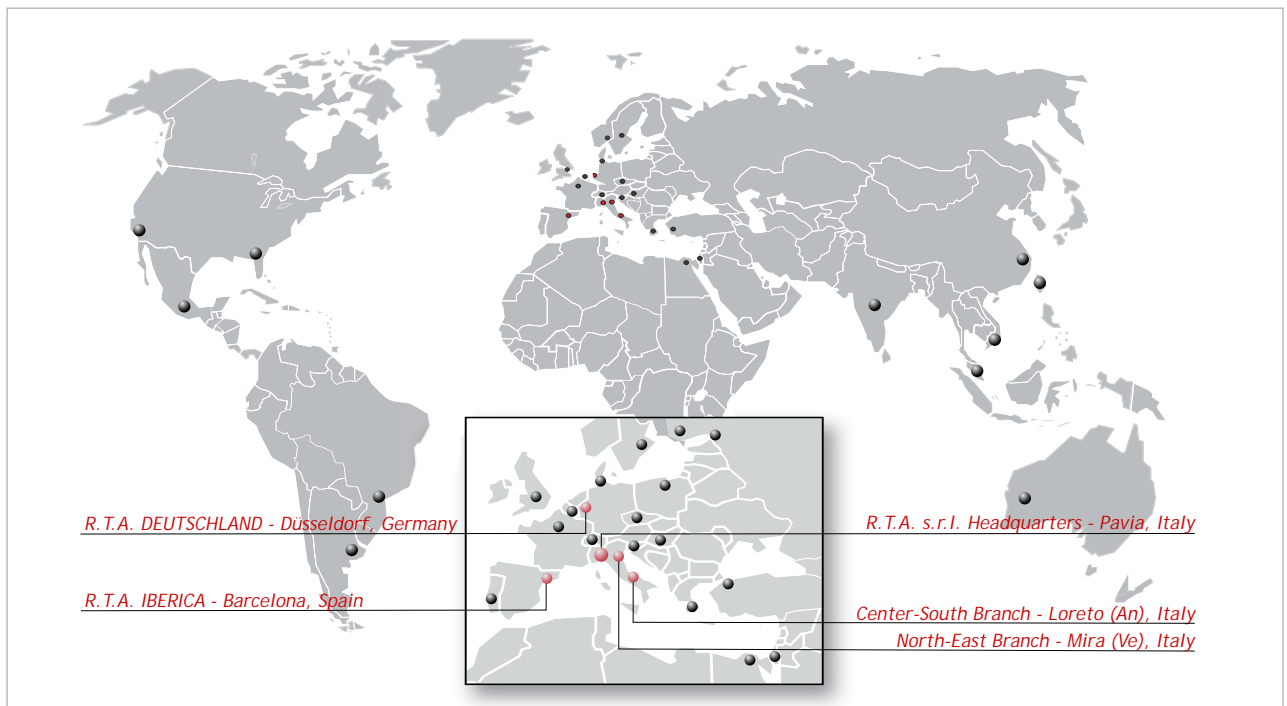 R.T.A. DEUTSCHLAND - Düsseldorf, Germany
R.T.A. s.r.l. Headquarters - Pavia, Italy
R.T.A. IBERICA - Barcelona, Spain
Center-South Branch - Loreto (An), Italy
North-East Branch - Mira (Ve), Italy